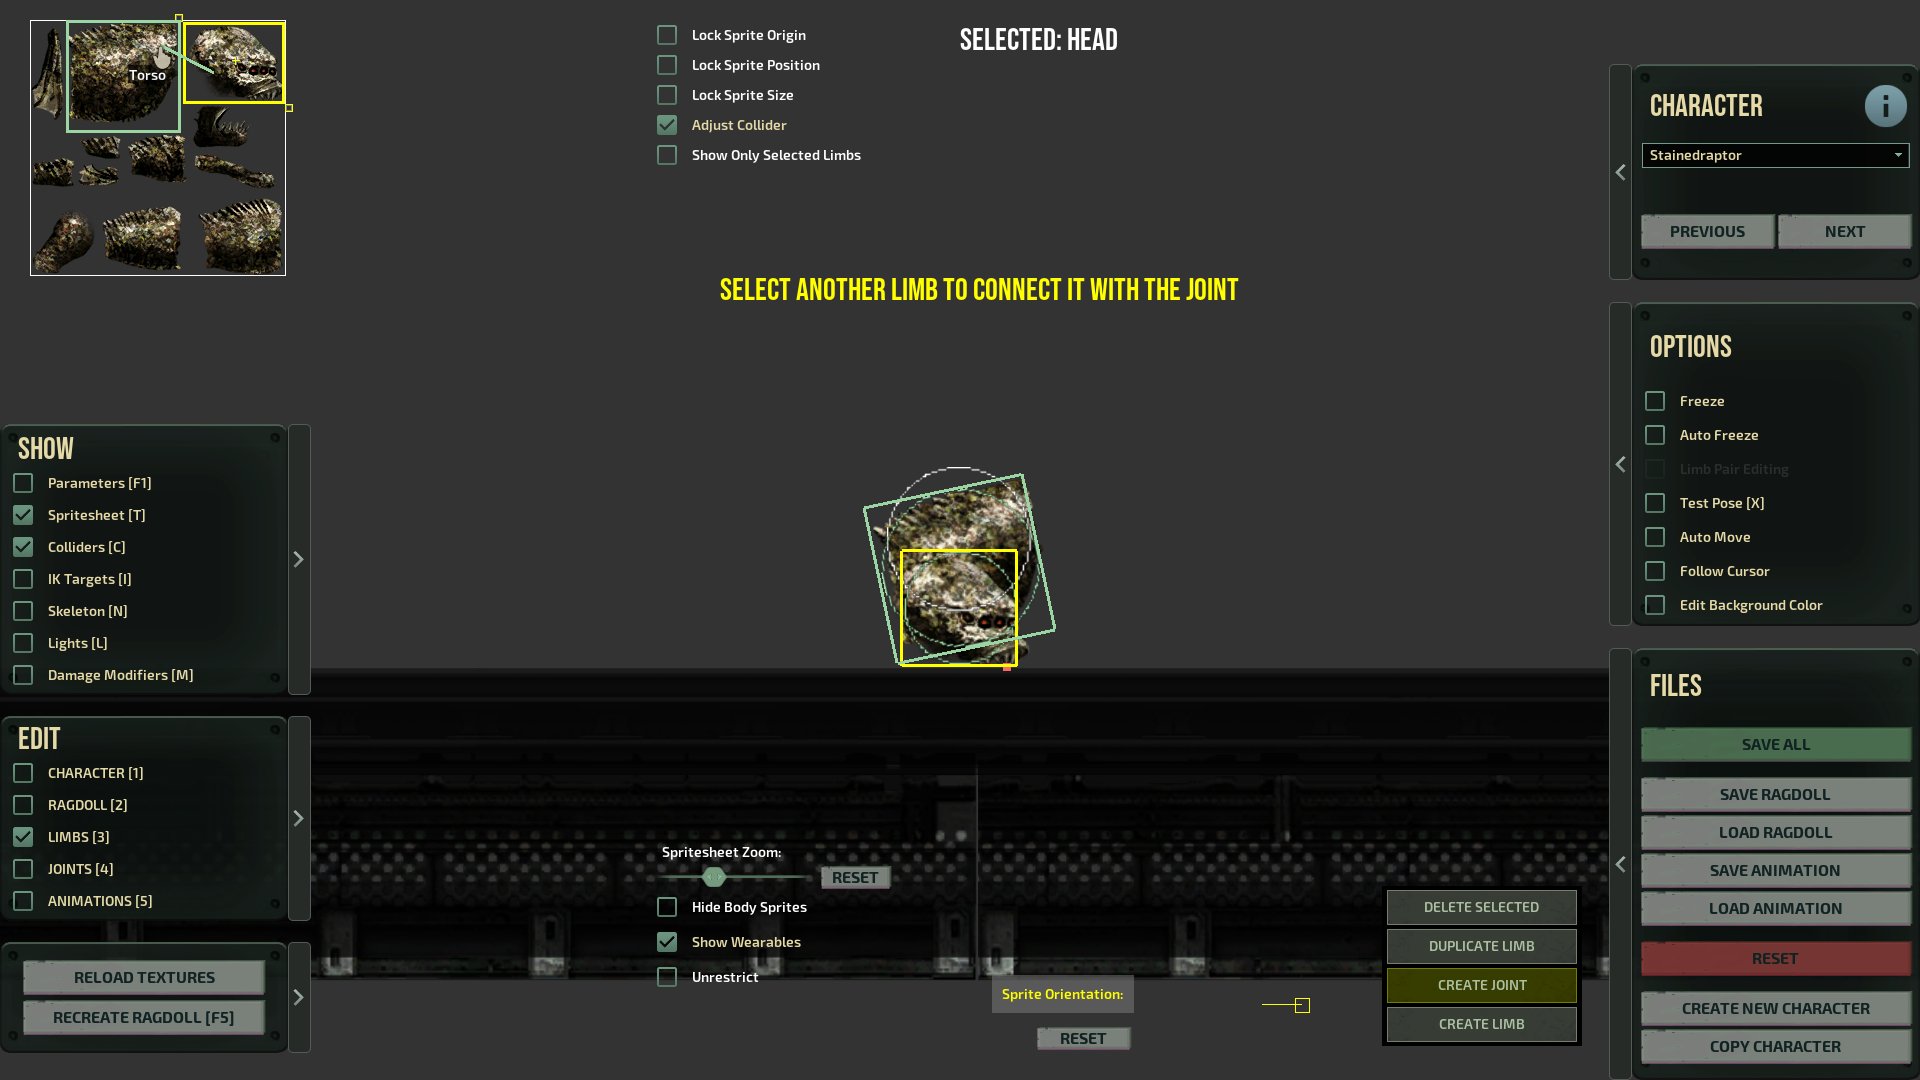 Torso
Lock Sprite Origin
Lock Sprite Position
Lock Sprite Size
Adjust Collider
Show Only Selected Limbs
SELECTED: HEAD
SELECT ANOTHER LIMB TO CONNECT IT WITH THE JOINT
CHARACTER
Stainedraptor
PREVIOUS
NEXT
OPTIONS
Freeze
Auto Freeze
Limb Pair Editing
Test Pose [X]
Auto Move
Follow Cursor
Edit Background Color
SHOW
Parameters [F1]
Spritesheet [T]
Colliders [C]
IK Targets [I]
Skeleton [N]
Lights [L]
Damage Modifiers [M]
EDIT
CHARACTER [1]
RAGDOLL [2]
LIMBS [3]
JOINTS [4]
ANIMATIONS [5]
RELOAD TEXTURES
RECREATE RAGDOLL [F5]
Spritesheet Zoom:
RESET
Hide Body Sprites
Show Wearables
Unrestrict
Sprite Orientation:
RESET
DELETE SELECTED
DUPLICATE LIMB
CREATE JOINT
CREATE LIMB
FILES
SAVE ALL
SAVE RAGDOLL
LOAD RAGDOLL
SAVE ANIMATION
LOAD ANIMATION
RESET
CREATE NEW CHARACTER
COPY CHARACTER